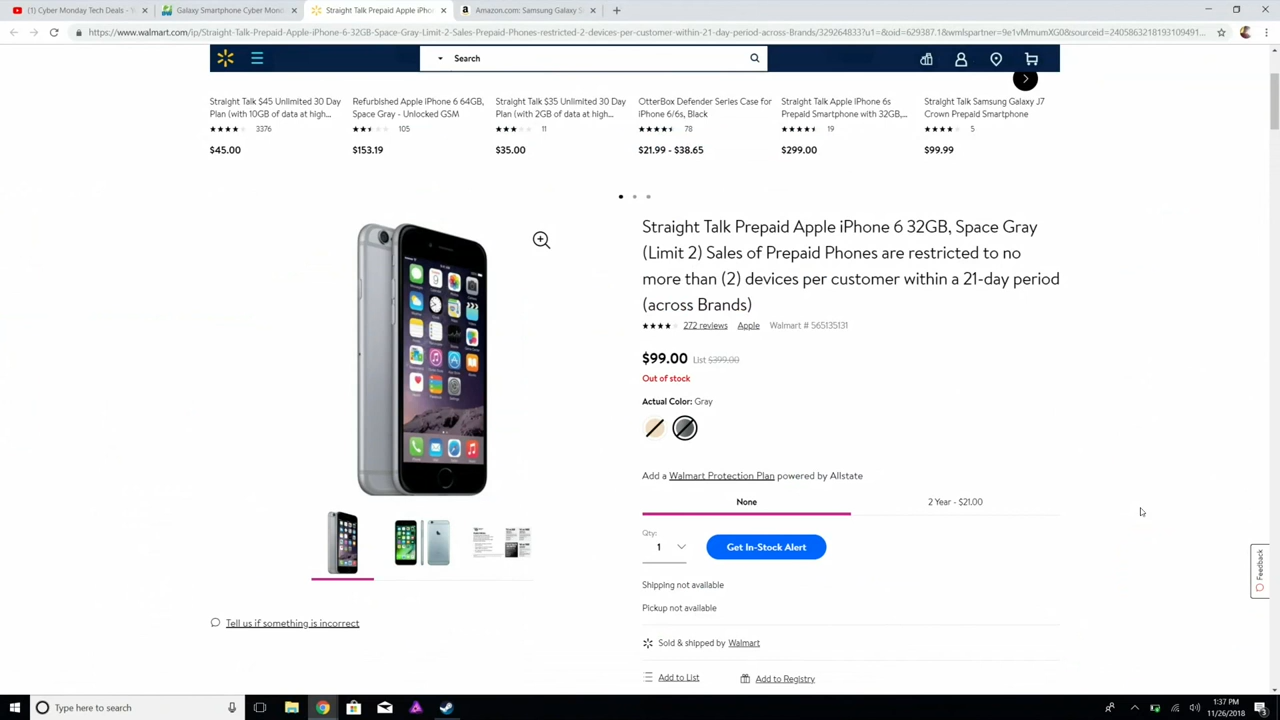 (1) Cyber Monday Tech Deals - Y
Galaxy Smartphone Cyber Mond
Straight Talk Prepaid Apple iPhon
Amazon.com: Samsung Galaxy S
https://www.walmart.com/ip/Straight-Talk-Prepaid-Apple-iPhone-6-32GB-Space-Gray-Limit-2-Sales-Prepaid-Phones-restricted-2-devices-per-customer-within-21-day-period-across-Brands/329264833?u1=&oid=629387.1&wmlspartner=9e1vMmumXG0&sourceid=2405863218193109491...
Search
Straight Talk $45 Unlimited 30 Day
Plan (with 10GB of data at high...
3376
$45.00
Refurbished Apple iPhone 6 64GB,
Space Gray - Unlocked GSM
105
$153.19
Straight Talk $35 Unlimited 30 Day
Plan (with 2GB of data at high...
11
$35.00
OtterBox Defender Series Case for
iPhone 6/6s, Black
78
$21.99 - $38.65
Straight Talk Apple iPhone 6s
Prepaid Smartphone with 32GB,...
19
$299.00
Straight Talk Samsung Galaxy J7
Crown Prepaid Smartphone
5
$99.99
Straight Talk Prepaid Apple iPhone 6 32GB, Space Gray
(Limit 2) Sales of Prepaid Phones are restricted to no
more than (2) devices per customer within a 21-day period
(across Brands)
272 reviews Apple Walmart # 565135131
$99.00 List $399.00
Out of stock
Actual Color: Gray
Add a Walmart Protection Plan powered by Allstate
None
2 Year - $21.00
Qty:
1
Get In-Stock Alert
Shipping not available
Pickup not available
Sold & shipped by Walmart
Add to List
Add to Registry
Tell us if something is incorrect
Feedback
Type here to search
1:37 PM
11/26/2018
3